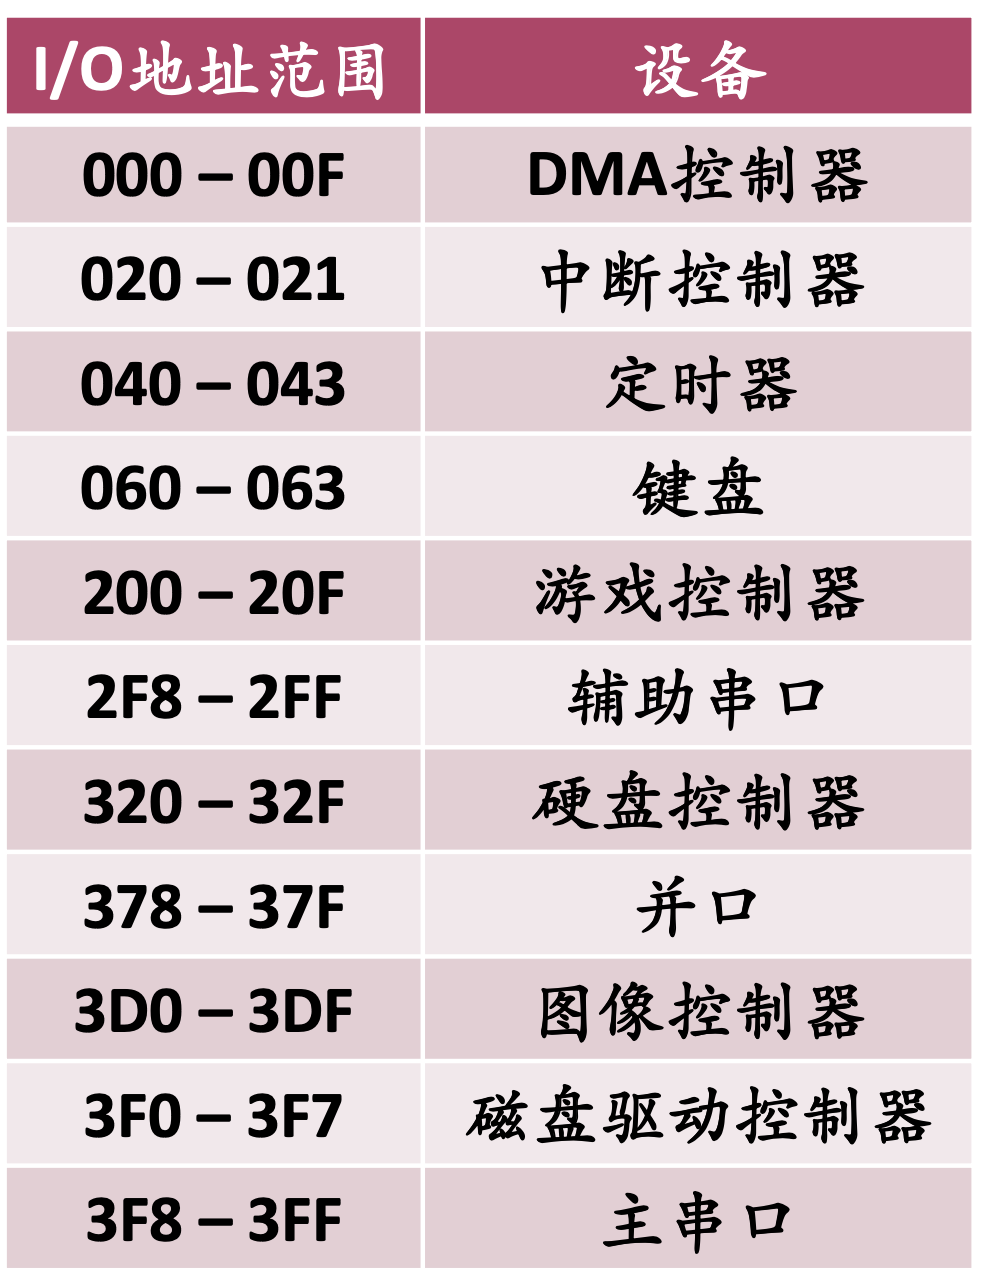 I/O地址范围 设备
000 – 00F DMA控制器
020 – 021 中断控制器
040 – 043 定时器
060 – 063 键盘
200 – 20F 游戏控制器
2F8 – 2FF 辅助串口
320 – 32F 硬盘控制器
378 – 37F 并口
3D0 – 3DF 图像控制器
3F0 – 3F7 磁盘驱动控制器
3F8 – 3FF 主串口